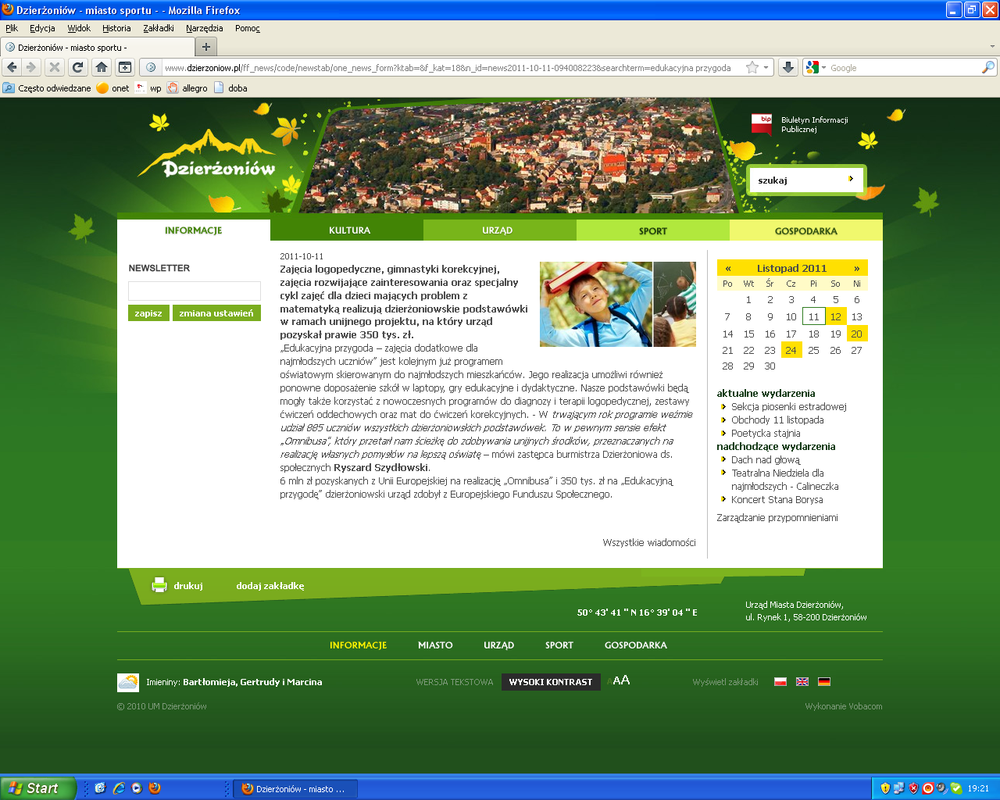 Dzierżoniów - miasto sportu - - Mozilla Firefox
Plik Edycja Widok Historia Zakładki Narzędzia Pomoc
Dzierżoniów - miasto sportu -
www.dzierzoniow.pl/ff_news/code/newstab/one_news_form?ktab=&f_kat=18&n_id=news2011-10-11-094008223&searchterm=edukacyjna przygoda
Google
Często odwiedzane onet wp allegro doba
Dzierżoniów
bip
Biuletyn Informacji
Publicznej
szukaj
INFORMACJE KULTURA URZĄD SPORT GOSPODARKA
NEWSLETTER
zapisz zmiana ustawień
2011-10-11
Zajęcia logopedyczne, gimnastyki korekcyjnej,
zajęcia rozwijające zainteresowania oraz specjalny
cykl zajęć dla dzieci mających problem z
matematyką realizują dzierżoniowskie podstawówki
w ramach unijnego projektu, na który urząd
pozyskał prawie 350 tys. zł.
„Edukacyjna przygoda – zajęcia dodatkowe dla
najmłodszych uczniów” jest kolejnym już programem
oświatowym skierowanym do najmłodszych mieszkańców. Jego realizacja umożliwi również
ponowne doposażenie szkół w laptopy, gry edukacyjne i dydaktyczne. Nasze podstawówki będą
mogły także korzystać z nowoczesnych programów do diagnozy i terapii logopedycznej, zestawy
ćwiczeń oddechowych oraz mat do ćwiczeń korekcyjnych. - W trwającym rok programie weźmie
udział 885 uczniów wszystkich dzierżoniowskich podstawówek. To w pewnym sensie efekt
„Omnibusa”, który przetarł nam ścieżkę do zdobywania unijnych środków, przeznaczanych na
realizację własnych pomysłów na lepszą oświatę – mówi zastępca burmistrza Dzierżoniowa ds.
społecznych Ryszard Szydłowski.
6 mln zł pozyskanych z Unii Europejskiej na realizację „Omnibusa” i 350 tys. zł na „Edukacyjną
przygodę” dzierżoniowski urząd zdobył z Europejskiego Funduszu Społecznego.
Wszystkie wiadomości
« Listopad 2011 »
Po Wt Śr Cz Pi So Ni
1 2 3 4 5 6
7 8 9 10 11 12 13
14 15 16 17 18 19 20
21 22 23 24 25 26 27
28 29 30
aktualne wydarzenia
Sekcja piosenki estradowej
Obchody 11 listopada
Poetycka stajnia
nadchodzące wydarzenia
Dach nad głową
Teatralna Niedziela dla
najmłodszych - Calineczka
Koncert Stana Borysa
Zarządzanie przypomnieniami
drukuj dodaj zakładkę
50° 43' 41 " N 16° 39' 04 " E
Urząd Miasta Dzierżoniów,
ul. Rynek 1, 58-200 Dzierżoniów
INFORMACJE MIASTO URZĄD SPORT GOSPODARKA
Imieniny: Bartłomieja, Gertrudy i Marcina
WERSJA TEKSTOWA WYSOKI KONTRAST AAA
Wyświetl zakładki
© 2010 UM Dzierżoniów
Wykonanie Vobacom
Start
Dzierżoniów - miasto ...
19:21